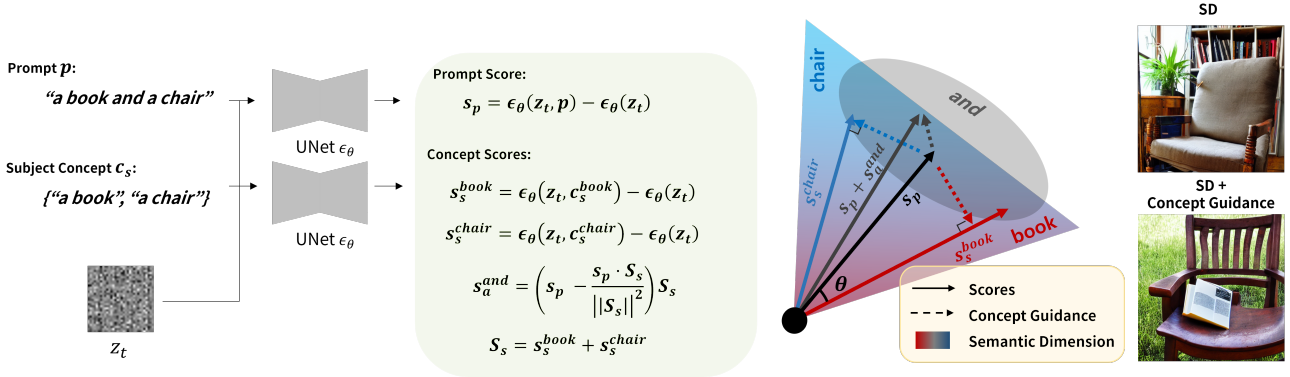 Prompt p:
"a book and a chair"
Subject Concept c_s:
{"a book", "a chair"}
z_t
UNet ϵ_θ
UNet ϵ_θ
Prompt Score:
s_p = ϵ_θ(z_t, p) − ϵ_θ(z_t)
Concept Scores:
s_s^book = ϵ_θ(z_t, c_s^book) − ϵ_θ(z_t)
s_s^chair = ϵ_θ(z_t, c_s^chair) − ϵ_θ(z_t)
s_a^and = (s_p − (s_p · S_s)/||S_s||^2) S_s
S_s = s_s^book + s_s^chair
chair
and
book
s_s^chair
s_p + s_a^and
s_p
s_s^book
θ
Scores
Concept Guidance
Semantic Dimension
SD
SD +
Concept Guidance